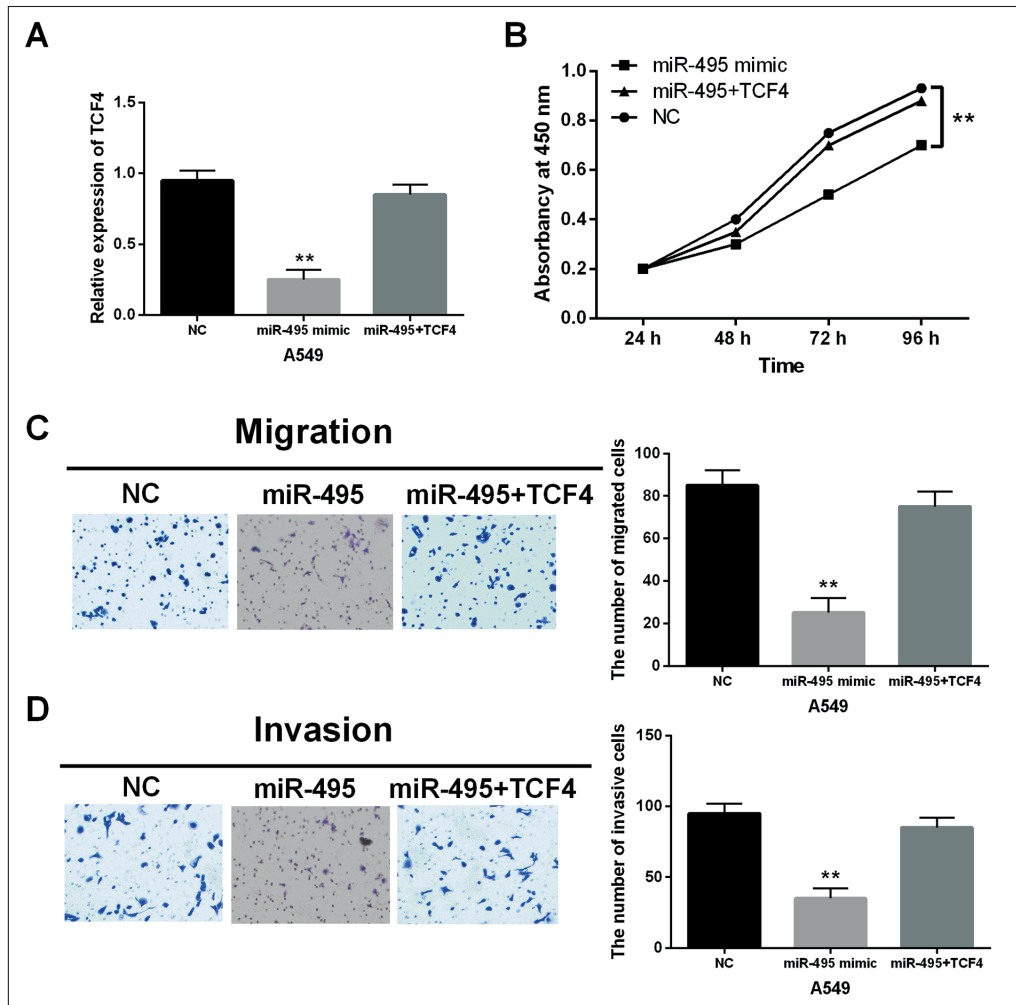 A
Relative expression of TCF4
1.5
1.0
0.5
0.0
**
NC
miR-495 mimic
miR-495+TCF4
A549
B
miR-495 mimic
miR-495+TCF4
NC
Absorbancy at 450 nm
1.0
0.8
0.6
0.4
0.2
0.0
**
24 h
48 h
72 h
96 h
Time
C
Migration
NC
miR-495
miR-495+TCF4
The number of migrated cells
100
80
60
40
20
0
**
NC
miR-495 mimic
miR-495+TCF4
A549
D
Invasion
NC
miR-495
miR-495+TCF4
The number of invasive cells
150
100
50
0
**
NC
miR-495 mimic
miR-495+TCF4
A549